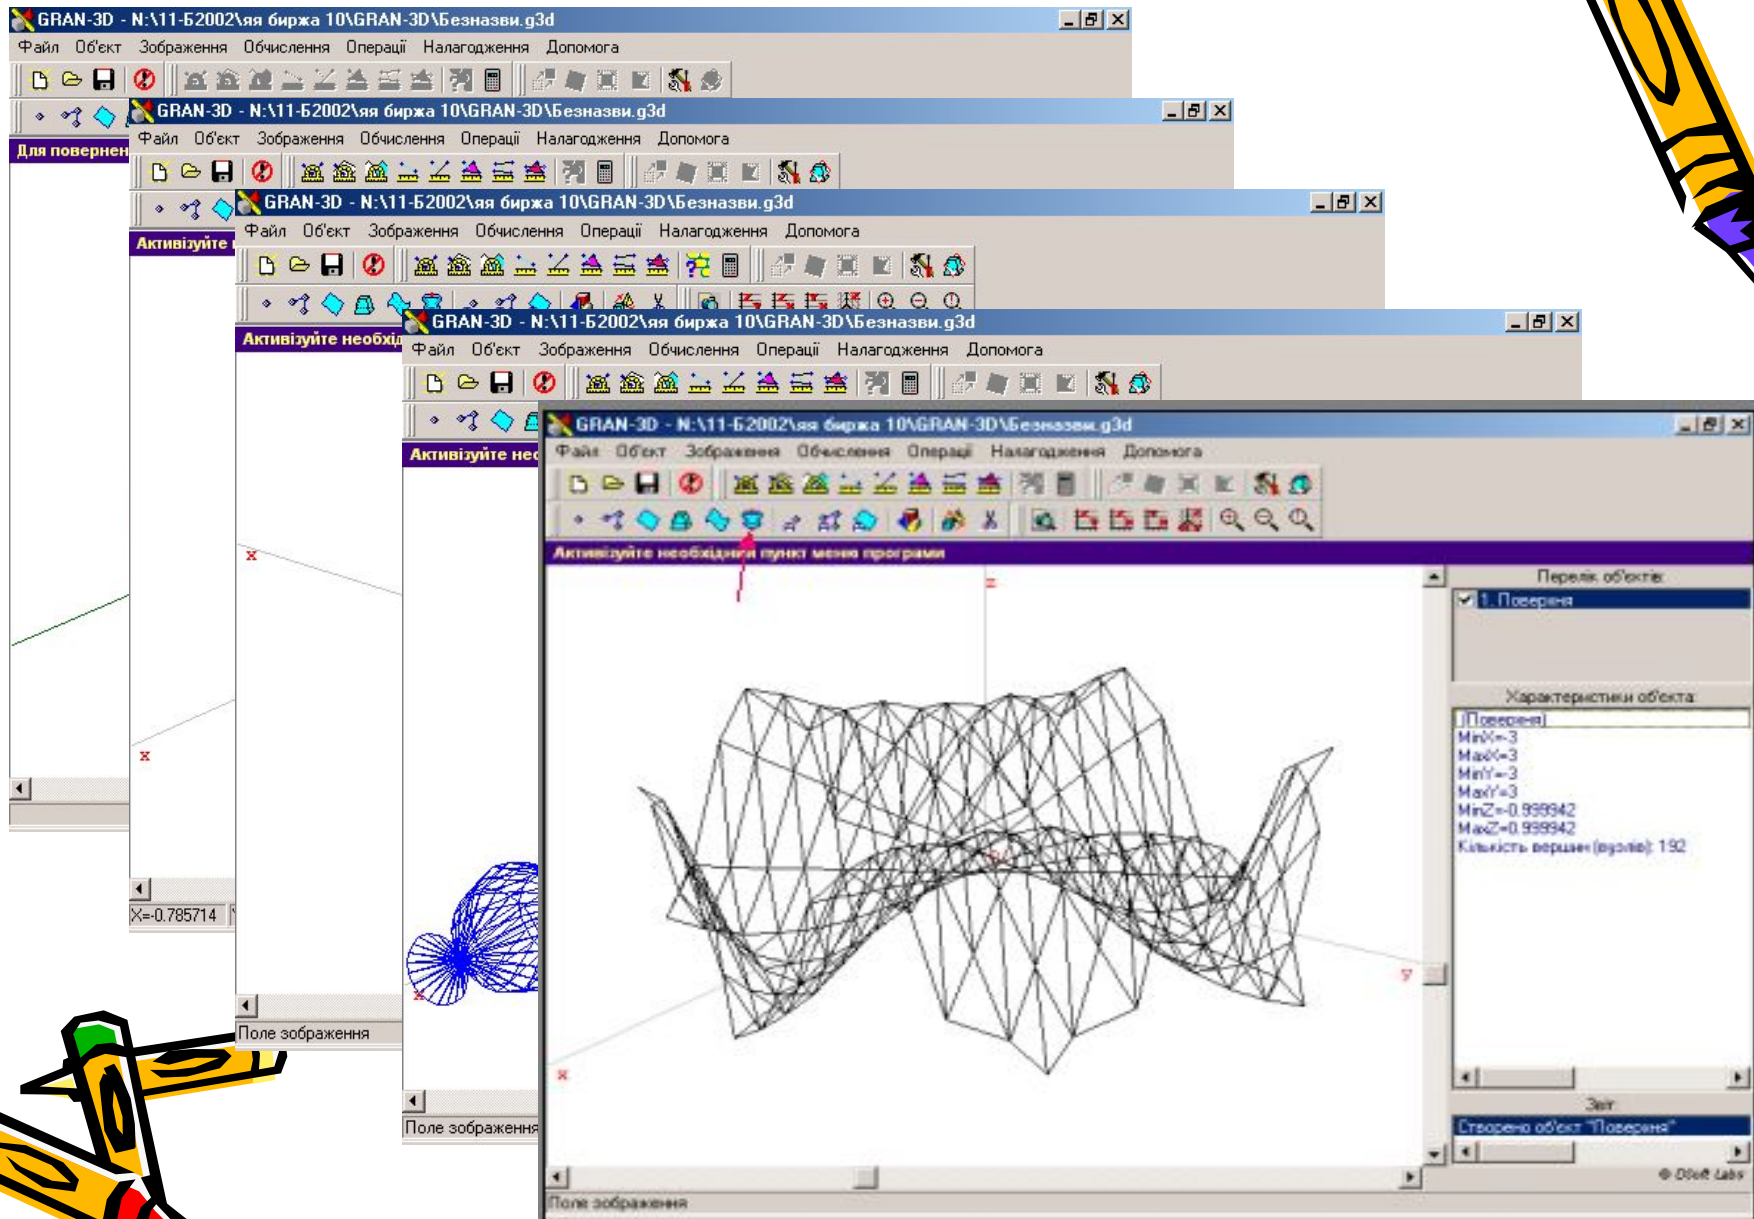 GRAN-3D - N:\11-Б2002\яя биржа 10\GRAN-3D\Безназви.g3d
Файл Об'єкт Зображення Обчислення Операції Налагодження Допомога
Для
GRAN-3D - N:\11-Б2002\яя биржа 10\GRAN-3D\Безназви.g3d
Файл Об'єкт Зображення Обчислення Операції Налагодження Допомога
Активізуйте
x
X=-0.785714
GRAN-3D - N:\11-Б2002\яя биржа 10\GRAN-3D\Безназви.g3d
Файл Об'єкт Зображення Обчислення Операції Налагодження Допомога
Активізуйте
x
Поле зображення
GRAN-3D - N:\11-Б2002\яя биржа 10\GRAN-3D\Безназви.g3d
Файл Об'єкт Зображення Обчислення Операції Налагодження Допомога
Активізуйте
x
Поле зображення
GRAN-3D - N:\11-Б2002\яя биржа 10\GRAN-3D\Безназви.g3d
Файл Об'єкт Зображення Обчислення Операції Налагодження Допомога
Активізуйте необхідний пункт меню програми
z
y
x
Перелік об'єктів:
1. Поверхня
Характеристики об'єкта:
(Поверхня)
MinX=-3
MaxX=3
MinY=-3
MaxY=3
MinZ=-0.999942
MaxZ=0.999942
Кількість вершин (вузлів): 192
Звіт:
Створено об'єкт "Поверхня"
© DSoft Labs
Поле зображення